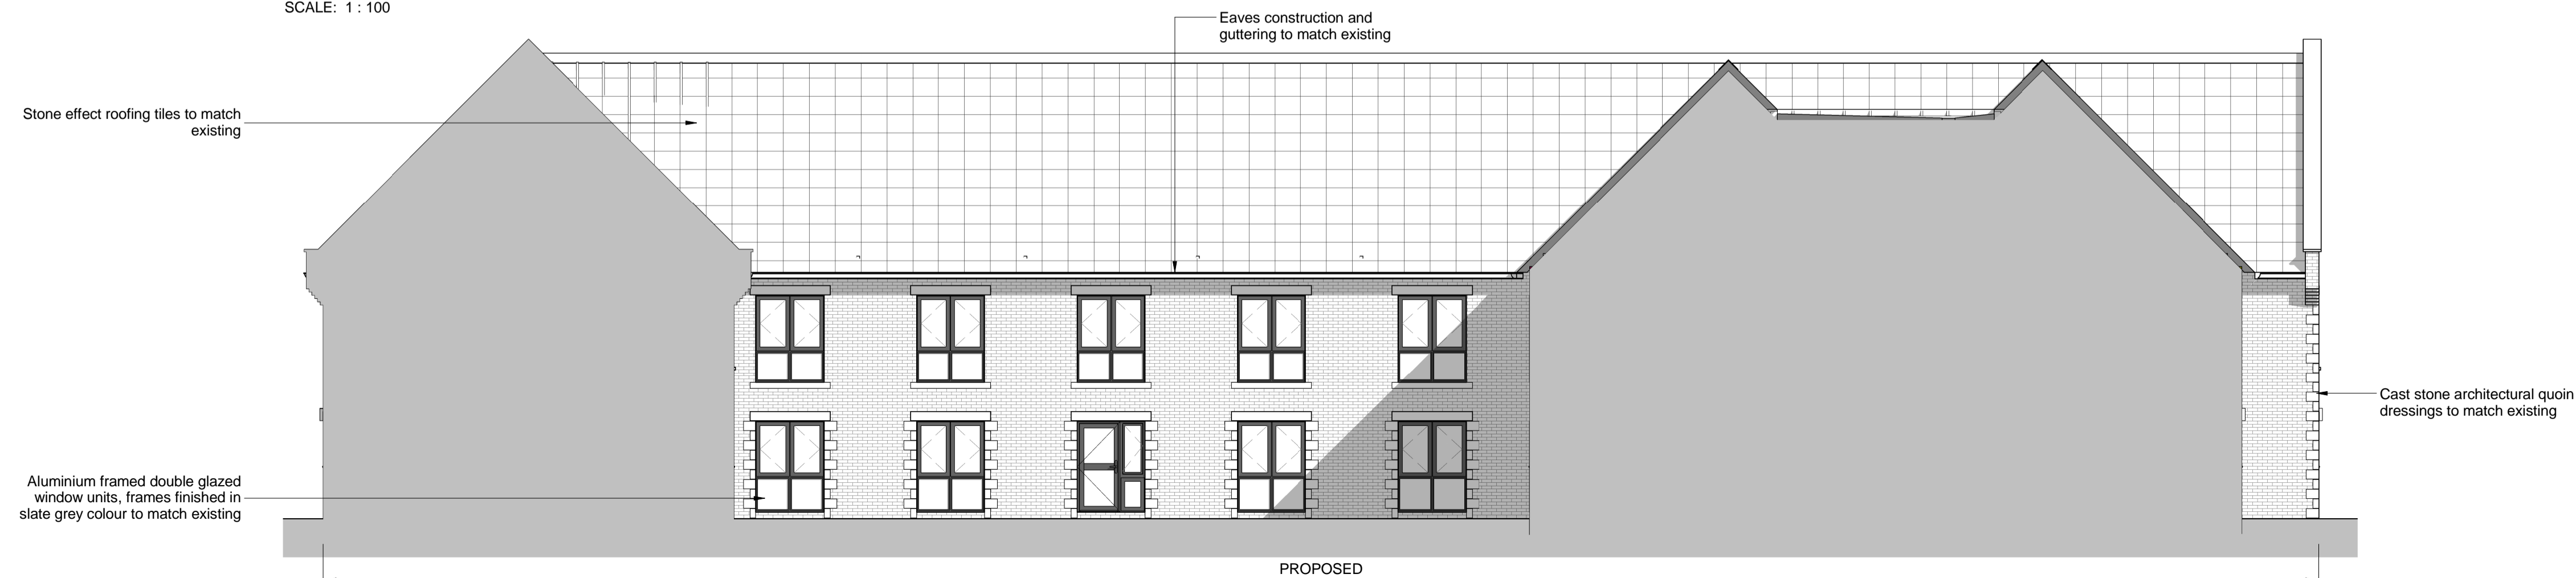 SCALE: 1 : 100
Eaves construction and
guttering to match existing
Stone effect roofing tiles to match
existing
Cast stone architectural quoin
dressings to match existing
Aluminium framed double glazed
window units, frames finished in
slate grey colour to match existing
PROPOSED